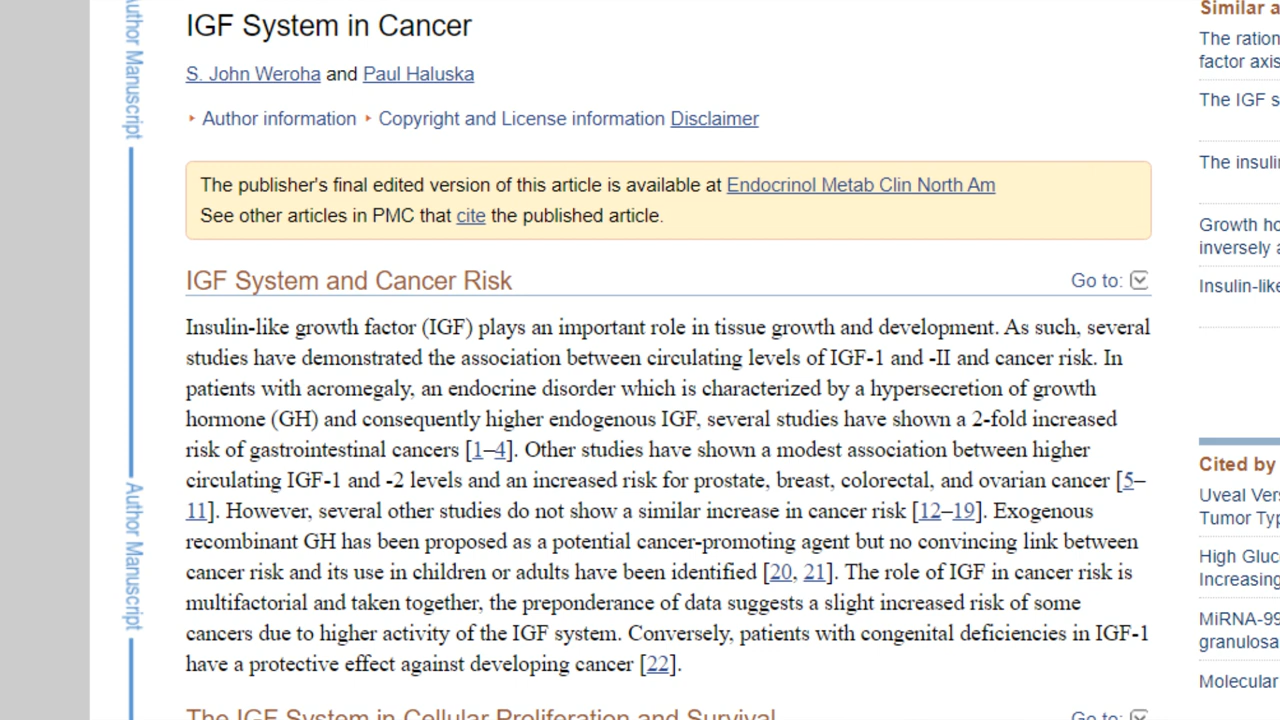 Author Manuscript
Author Manuscript
IGF System in Cancer
S. John Weroha and Paul Haluska
Author information Copyright and License information Disclaimer
The publisher's final edited version of this article is available at Endocrinol Metab Clin North Am
See other articles in PMC that cite the published article.
IGF System and Cancer Risk Go to:
Insulin-like growth factor (IGF) plays an important role in tissue growth and development. As such, several
studies have demonstrated the association between circulating levels of IGF-1 and -II and cancer risk. In
patients with acromegaly, an endocrine disorder which is characterized by a hypersecretion of growth
hormone (GH) and consequently higher endogenous IGF, several studies have shown a 2-fold increased
risk of gastrointestinal cancers [1–4]. Other studies have shown a modest association between higher
circulating IGF-1 and -2 levels and an increased risk for prostate, breast, colorectal, and ovarian cancer [5–
11]. However, several other studies do not show a similar increase in cancer risk [12–19]. Exogenous
recombinant GH has been proposed as a potential cancer-promoting agent but no convincing link between
cancer risk and its use in children or adults have been identified [20, 21]. The role of IGF in cancer risk is
multifactorial and taken together, the preponderance of data suggests a slight increased risk of some
cancers due to higher activity of the IGF system. Conversely, patients with congenital deficiencies in IGF-1
have a protective effect against developing cancer [22].
The IGF System in Cellular Proliferation and Survival Go to:
Similar a
The ration
factor axis
The IGF s
The insulin
Growth ho
inversely a
Insulin-like
Cited by
Uveal Vers
Tumor Typ
High Gluc
Increasing
MiRNA-99
granulosa
Molecular